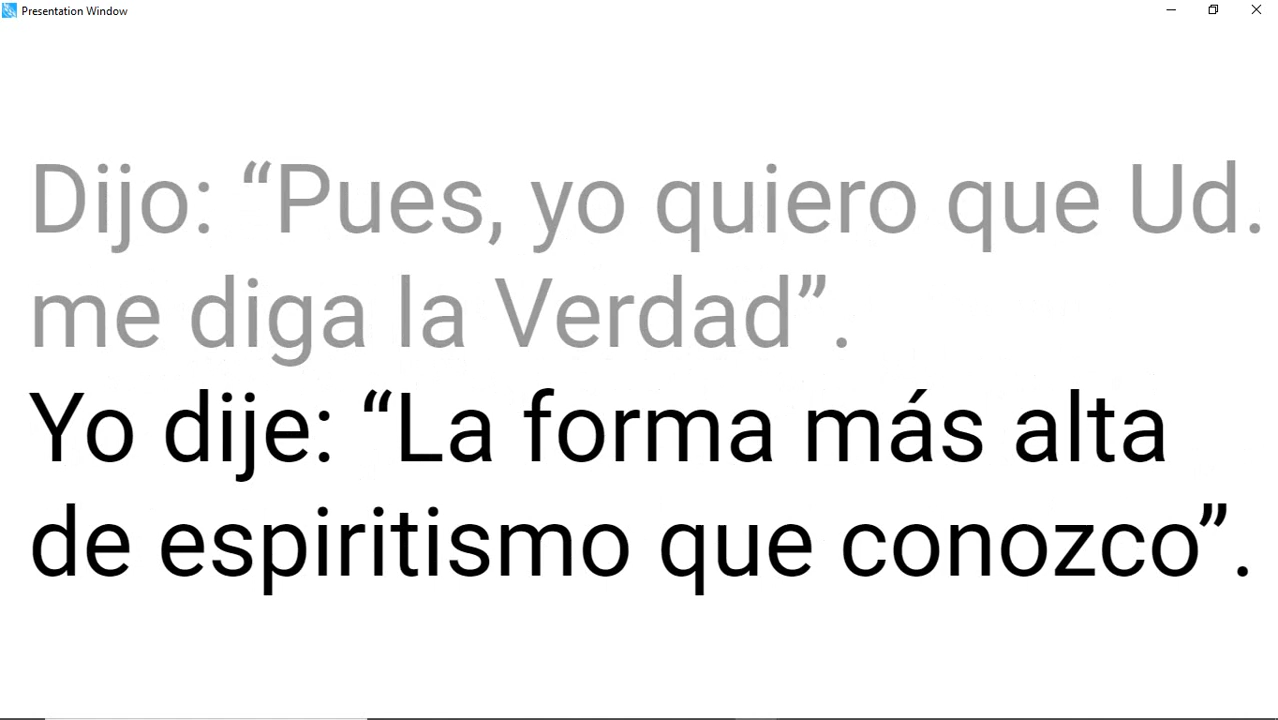 Presentation Window
Dijo: “Pues, yo quiero que Ud.
me diga la Verdad”.
Yo dije: “La forma más alta
de espiritismo que conozco”.